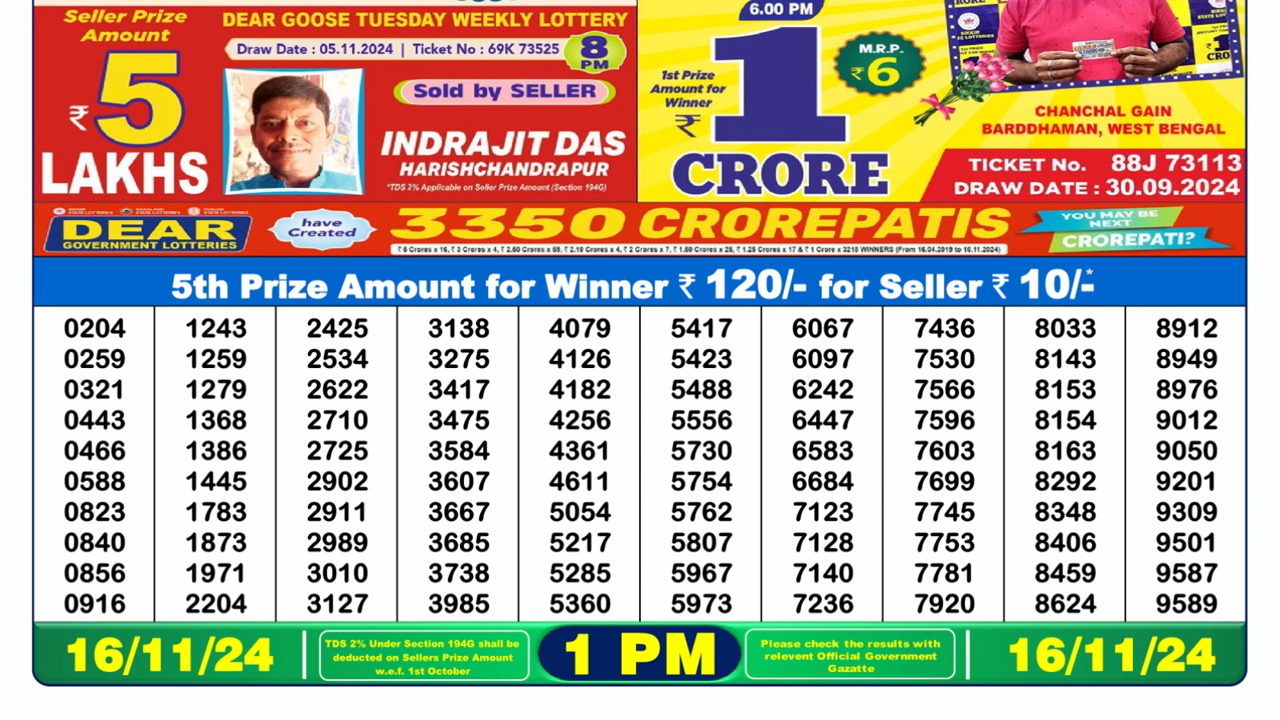 Seller Prize
Amount
₹ 5
LAKHS
DEAR GOOSE TUESDAY WEEKLY LOTTERY
Draw Date : 05.11.2024 | Ticket No : 69K 73525
8
PM
Sold by SELLER
INDRAJIT DAS
HARISHCHANDRAPUR
*TDS 2% Applicable on Seller Prize Amount (Section 194G)
6.00 PM
M.R.P.
₹6
1st Prize
Amount for
Winner
₹ 1
CRORE
CHANCHAL GAIN
BARDDHAMAN, WEST BENGAL
TICKET No. 88J 73113
DRAW DATE : 30.09.2024
DEAR
GOVERNMENT LOTTERIES
have
Created
3350 CROREPATIS
YOU MAY BE
NEXT
CROREPATI?
5th Prize Amount for Winner ₹ 120/- for Seller ₹ 10/-*
0204 1243 2425 3138 4079 5417 6067 7436 8033 8912
0259 1259 2534 3275 4126 5423 6097 7530 8143 8949
0321 1279 2622 3417 4182 5488 6242 7566 8153 8976
0443 1368 2710 3475 4256 5556 6447 7596 8154 9012
0466 1386 2725 3584 4361 5730 6583 7603 8163 9050
0588 1445 2902 3607 4611 5754 6684 7699 8292 9201
0823 1783 2911 3667 5054 5762 7123 7745 8348 9309
0840 1873 2989 3685 5217 5807 7128 7753 8406 9501
0856 1971 3010 3738 5285 5967 7140 7781 8459 9587
0916 2204 3127 3985 5360 5973 7236 7920 8624 9589
16/11/24
TDS 2% Under Section 194G shall be
deducted on Sellers Prize Amount
w.e.f. 1st October
1 PM
Please check the results with
relevent Official Government
Gazatte
16/11/24